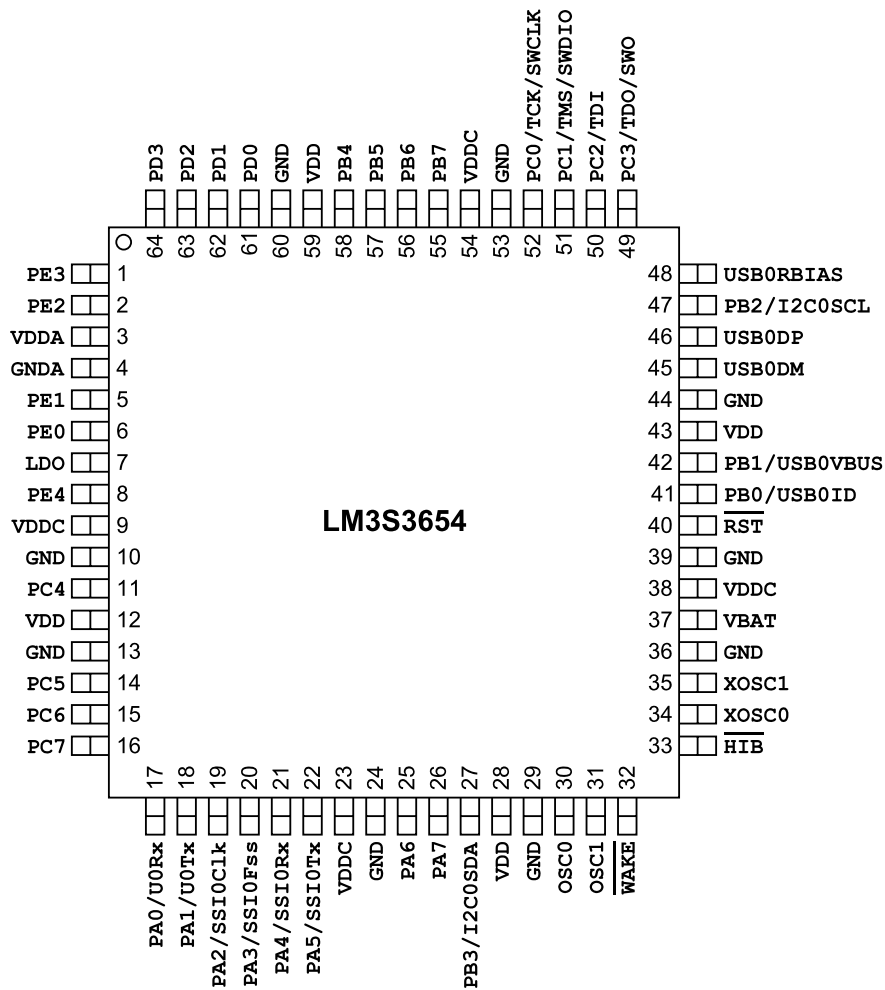 PD3 PD2 PD1 PD0 GND VDD PB4 PB5 PB6 PB7 VDDC GND PC0/TCK/SWCLK PC1/TMS/SWDIO PC2/TDI PC3/TDO/SWO
64 63 62 61 60 59 58 57 56 55 54 53 52 51 50 49
PE3 1 48 USB0RBIAS
PE2 2 47 PB2/I2C0SCL
VDDA 3 46 USB0DP
GNDA 4 45 USB0DM
PE1 5 44 GND
PE0 6 43 VDD
LDO 7 42 PB1/USB0VBUS
PE4 8 41 PB0/USB0ID
LM3S3654
VDDC 9 40 RST
GND 10 39 GND
PC4 11 38 VDDC
VDD 12 37 VBAT
GND 13 36 GND
PC5 14 35 XOSC1
PC6 15 34 XOSC0
PC7 16 33 HIB
17 18 19 20 21 22 23 24 25 26 27 28 29 30 31 32
PA0/U0Rx PA1/U0Tx PA2/SSI0Clk PA3/SSI0Fss PA4/SSI0Rx PA5/SSI0Tx VDDC GND PA6 PA7 PB3/I2C0SDA VDD GND OSC0 OSC1 WAKE